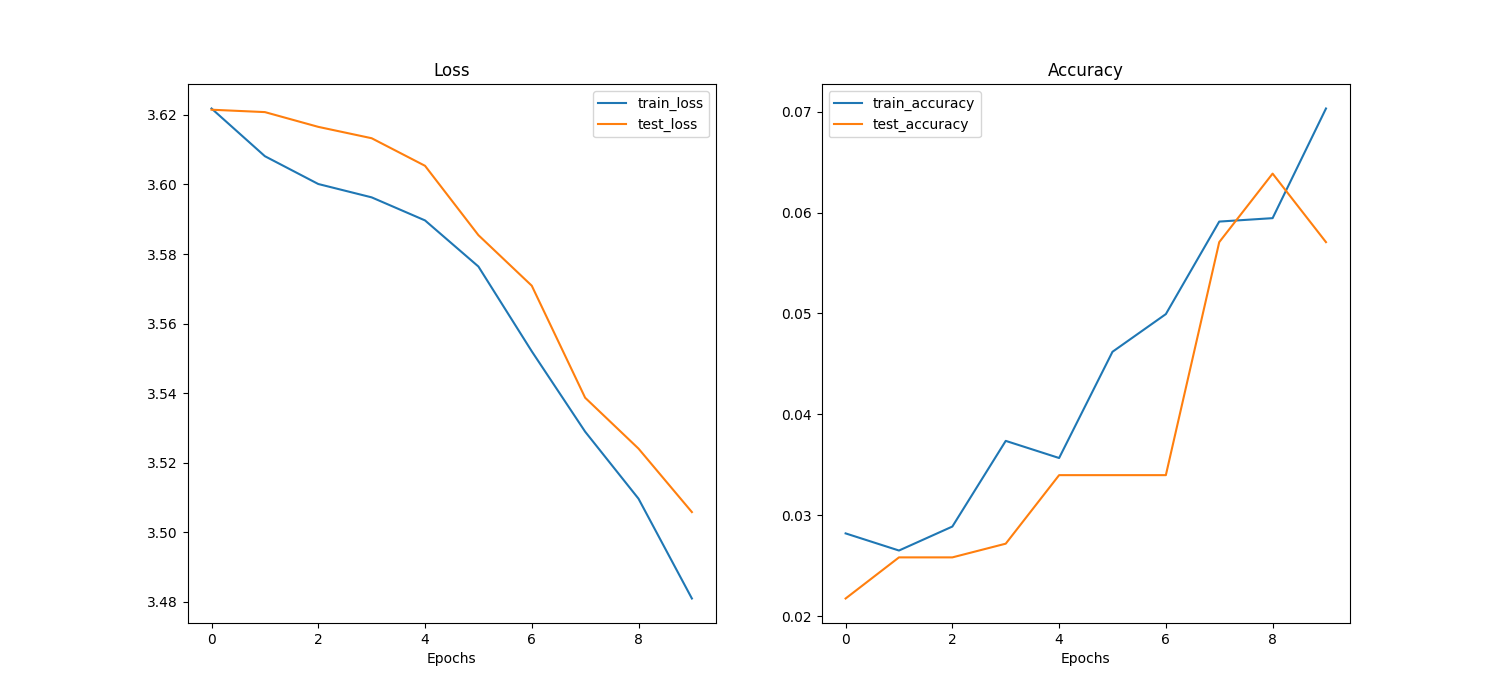 Loss
3.62
3.60
3.58
3.56
3.54
3.52
3.50
3.48
0 2 4 6 8
Epochs
train_loss
test_loss
Accuracy
0.07
0.06
0.05
0.04
0.03
0.02
0 2 4 6 8
Epochs
train_accuracy
test_accuracy